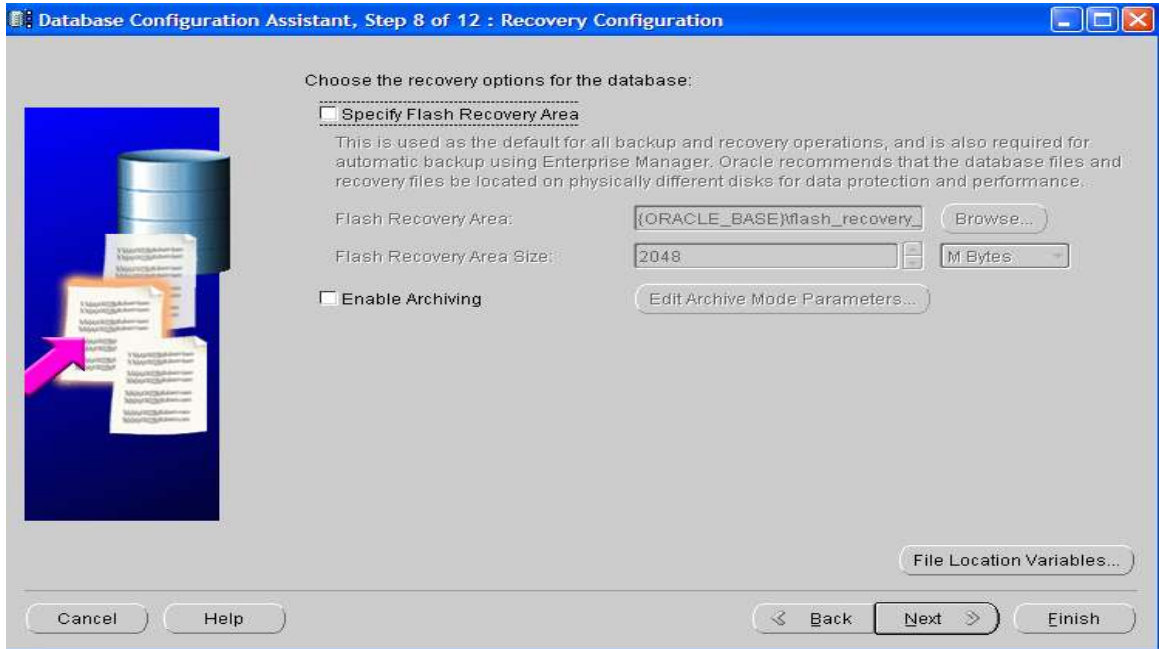 Database Configuration Assistant, Step 8 of 12 : Recovery Configuration
Choose the recovery options for the database:
Specify Flash Recovery Area
This is used as the default for all backup and recovery operations, and is also required for
automatic backup using Enterprise Manager. Oracle recommends that the database files and
recovery files be located on physically different disks for data protection and performance.
Flash Recovery Area: {ORACLE_BASE}\flash_recovery_ Browse...
Flash Recovery Area Size: 2048 M Bytes
Enable Archiving Edit Archive Mode Parameters...
File Location Variables...
Cancel Help Back Next Finish